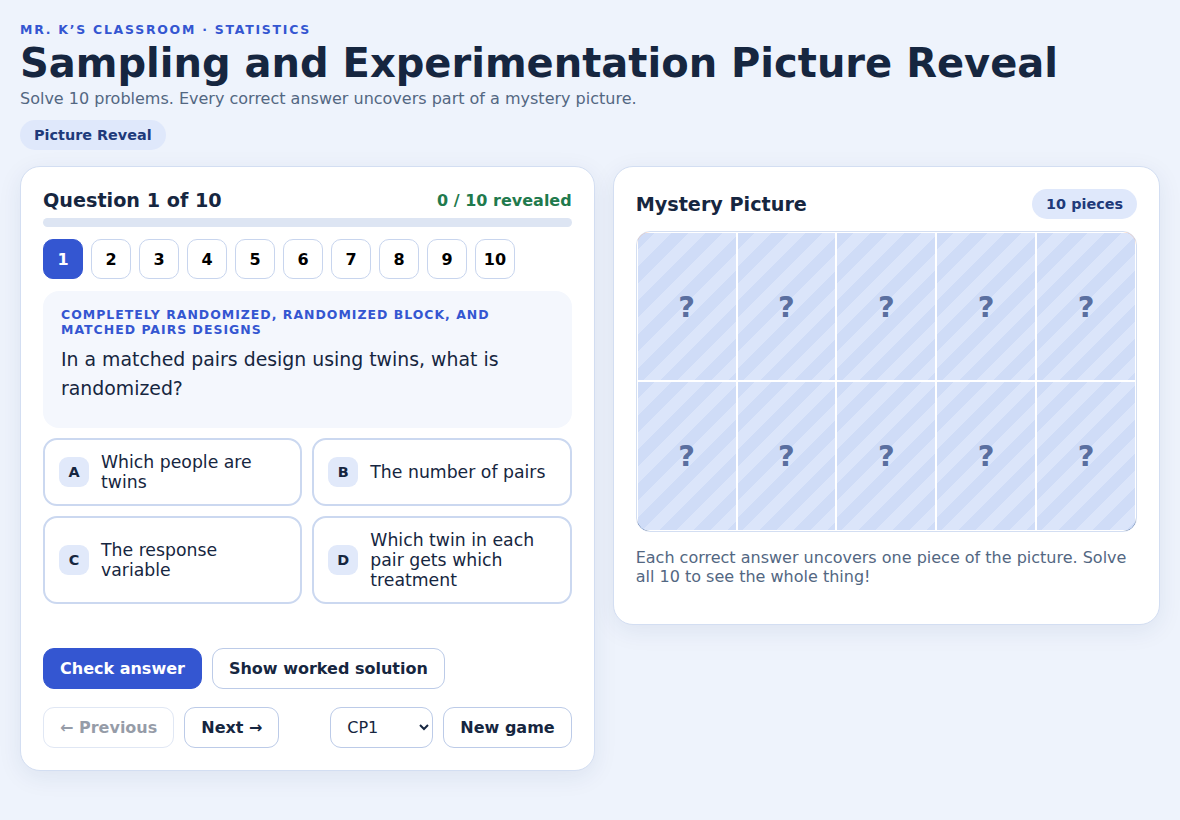 MR. K’S CLASSROOM · STATISTICS
Sampling and Experimentation Picture Reveal
Solve 10 problems. Every correct answer uncovers part of a mystery picture.
Picture Reveal
Question 1 of 10
0 / 10 revealed
1 2 3 4 5 6 7 8 9 10
COMPLETELY RANDOMIZED, RANDOMIZED BLOCK, AND
MATCHED PAIRS DESIGNS
In a matched pairs design using twins, what is
randomized?
A
Which people are
twins
B
The number of pairs
C
The response
variable
D
Which twin in each
pair gets which
treatment
Check answer
Show worked solution
← Previous
Next →
CP1
New game
Mystery Picture
10 pieces
? ? ? ? ?
? ? ? ? ?
Each correct answer uncovers one piece of the picture. Solve
all 10 to see the whole thing!